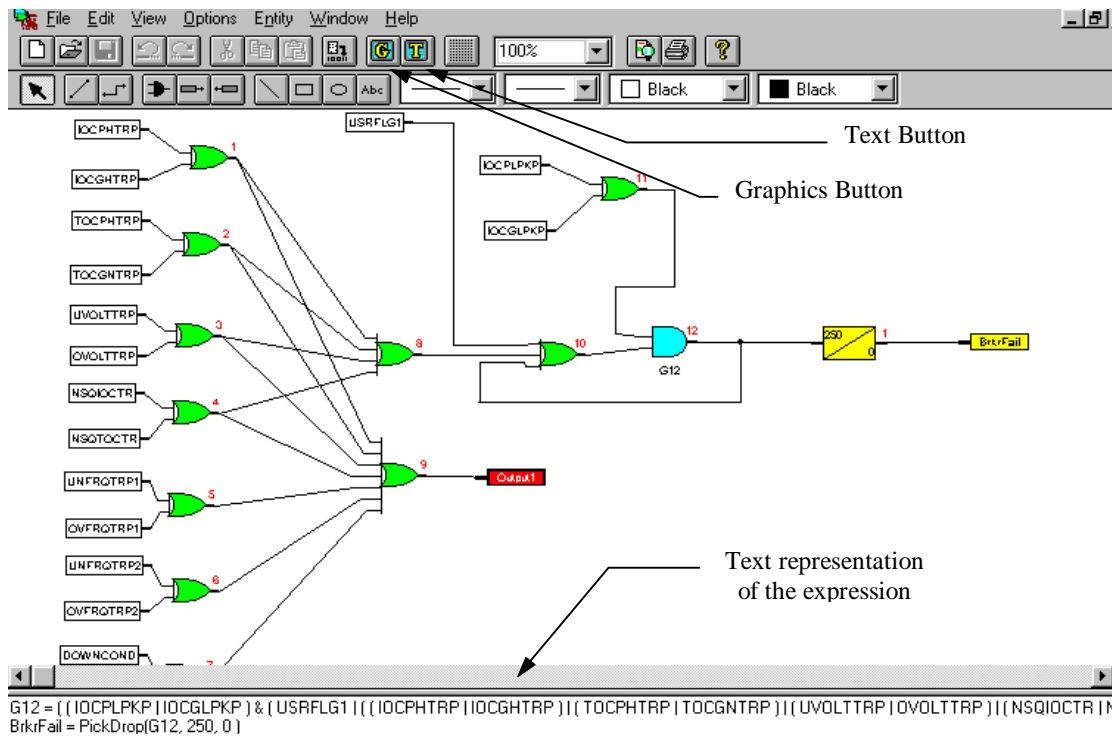 File Edit View Options Entity Window Help
G T 100% ?
Abc Black Black
IOCPHTRP
1
IOCGHTRP
USRFLG1
Text Button
IOCPLPKP
11
IOCGLPKP
Graphics Button
TOCPHTRP
2
TOCGNTRP
UVOLTTRP
3
OVOLTTRP
8
10
12
G12
250
0
1
BrkrFail
NSQIOCTR
4
NSQTOCTR
9
Output1
UNFRQTRP1
5
OVFRQTRP1
UNFRQTRP2
6
OVFRQTRP2
Text representation
of the expression
DOWNCOND
7
G12 = ( ( IOCPLPKP | IOCGLPKP ) & ( USRFLG1 | ( ( ( IOCPHTRP | IOCGHTRP ) | ( TOCPHTRP | TOCGNTRP ) | ( UVOLTTRP | OVOLTTRP ) | ( NSQIOCTR |
BrkrFail = PickDrop(G12, 250, 0 )